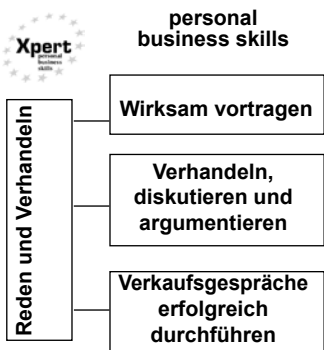 Xpert
personal
business
skills
personal
business skills
Reden und Verhandeln
Wirksam vortragen
Verhandeln,
diskutieren und
argumentieren
Verkaufsgespräche
erfolgreich
durchführen